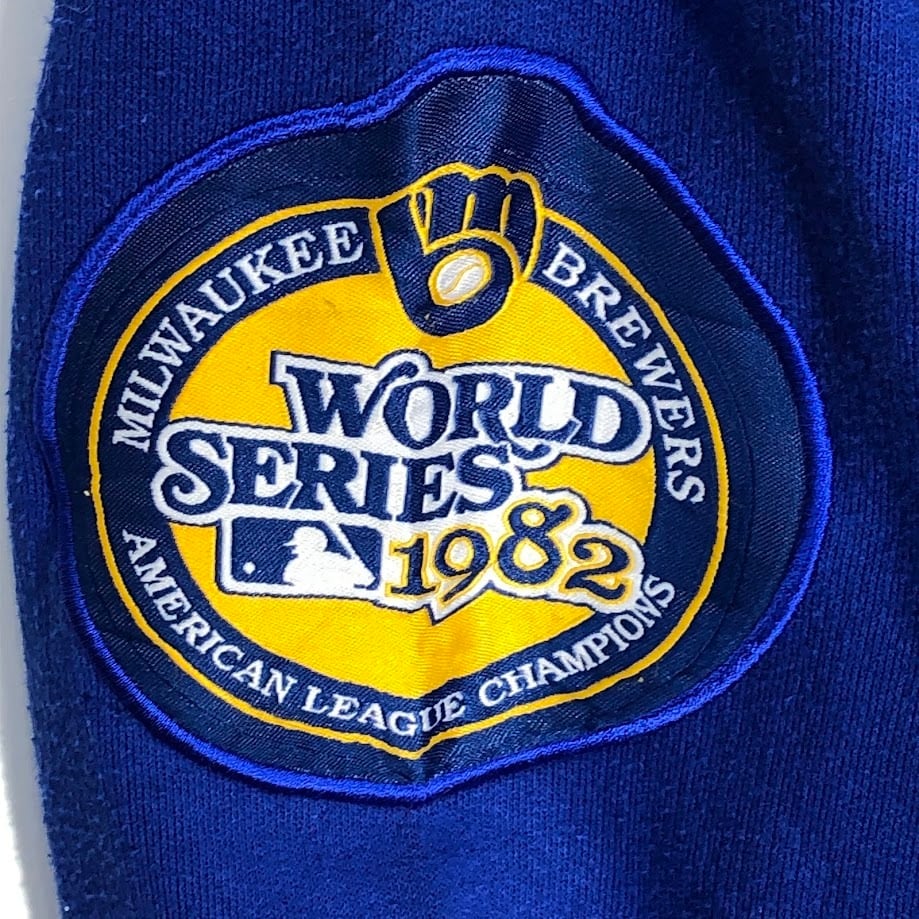 MILWAUKEE BREWERS
WORLD
SERIES
1982
AMERICAN LEAGUE CHAMPIONS